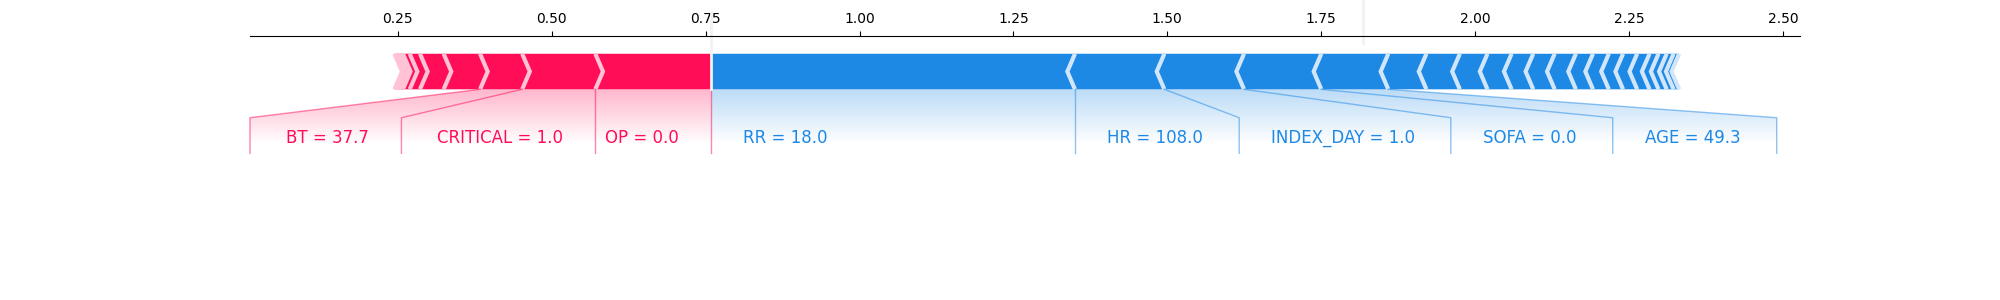 0.25 0.50 0.75 1.00 1.25 1.50 1.75 2.00 2.25 2.50
BT = 37.7 CRITICAL = 1.0 OP = 0.0 RR = 18.0 HR = 108.0 INDEX_DAY = 1.0 SOFA = 0.0 AGE = 49.3